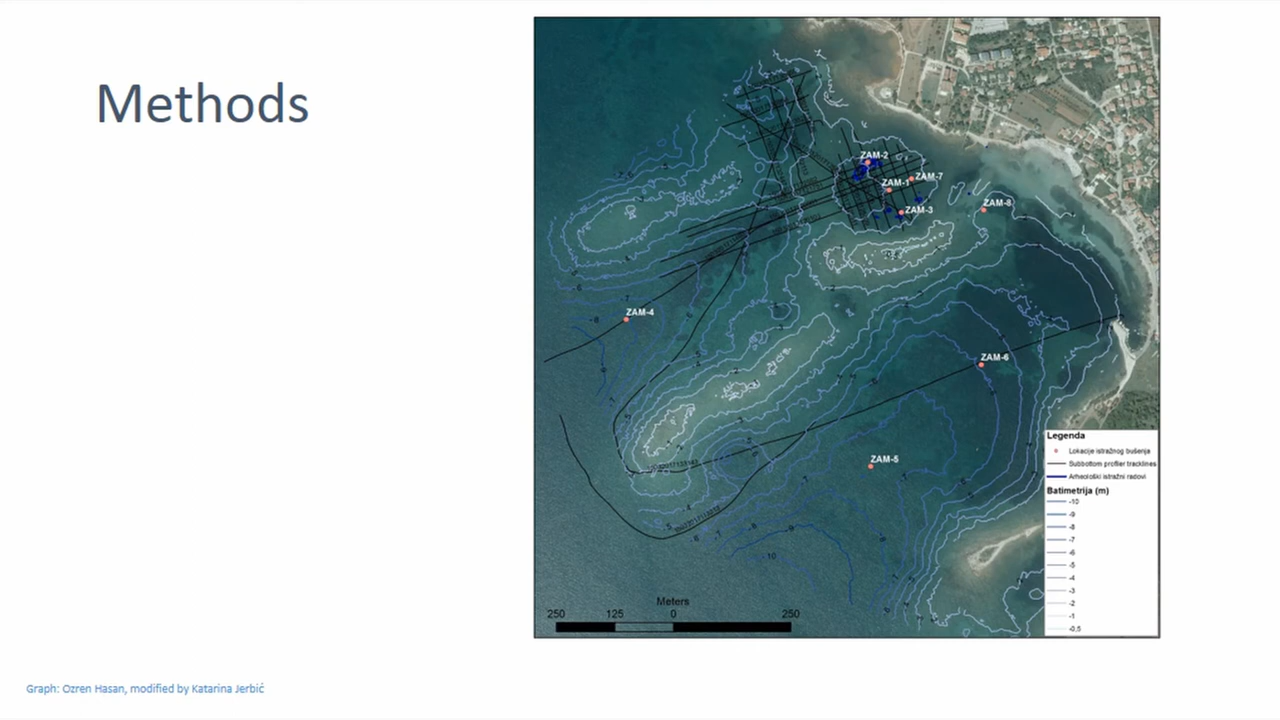 Methods
ZAM-2
ZAM-1
ZAM-7
ZAM-3
ZAM-8
ZAM-4
ZAM-6
ZAM-5
Legenda
Lokacije istražnog bušenja
Subbottom profiler tracklines
Arheološki istražni radovi
Batimetrija (m)
-10
-9
-8
-7
-6
-5
-4
-3
-2
-1
-0,5
Meters
250 125 0 250
Graph: Ozren Hasan, modified by Katarina Jerbić